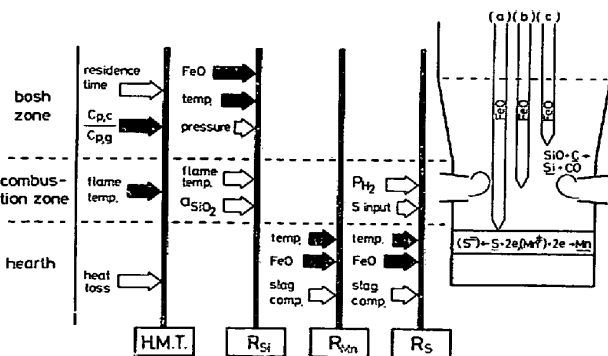 (a) (b) (c)
bosh
zone
residence
time
Cp,c
Cp,g
FeO
temp.
pressure
FeO
FeO
FeO
SiO+C→
Si+CO
combus-
tion zone
flame
temp.
flame
temp.
aSiO2
PH2
S input
hearth
heat
loss
temp.
FeO
slag
comp.
temp.
FeO
slag
comp.
(S=)←S+2e,(Mn‡)+2e→Mn
H.M.T.
RSi
RMn
RS